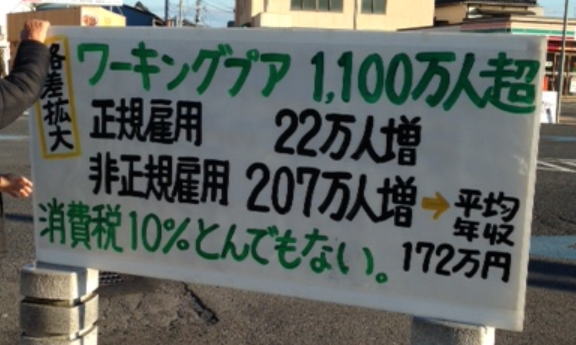 格差拡大
ワーキングプア 1,100万人超
正規雇用 22万人増
非正規雇用 207万人増→平均年収172万円
消費税10%とんでもない。